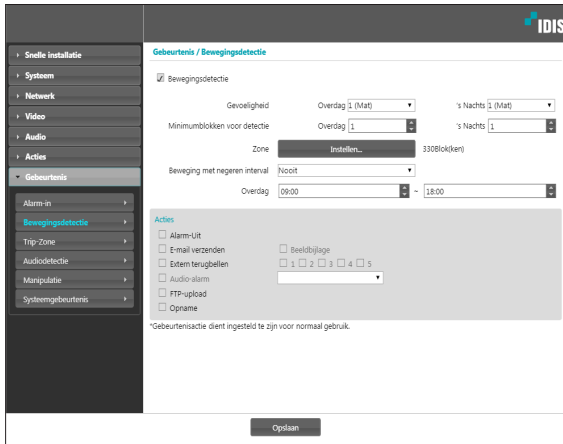 IDIS
Snelle installatie
Systeem
Netwerk
Video
Audio
Acties
Gebeurtenis
Alarm-in
Bewegingsdetectie
Trip-Zone
Audiodetectie
Manipulatie
Systeemgebeurtenis
Gebeurtenis / Bewegingsdetectie
Bewegingsdetectie
Gevoeligheid Overdag 1 (Mat) 's Nachts 1 (Mat)
Minimumblokken voor detectie Overdag 1 's Nachts 1
Zone Instellen... 330Blok(ken)
Beweging met negeren interval Nooit
Overdag 09:00 ~ 18:00
Acties
Alarm-Uit
E-mail verzenden Beeldbijlage
Extern terugbellen 1 2 3 4 5
Audio-alarm
FTP-upload
Opname
*Gebeurtenisactie dient ingesteld te zijn voor normaal gebruik.
Opslaan